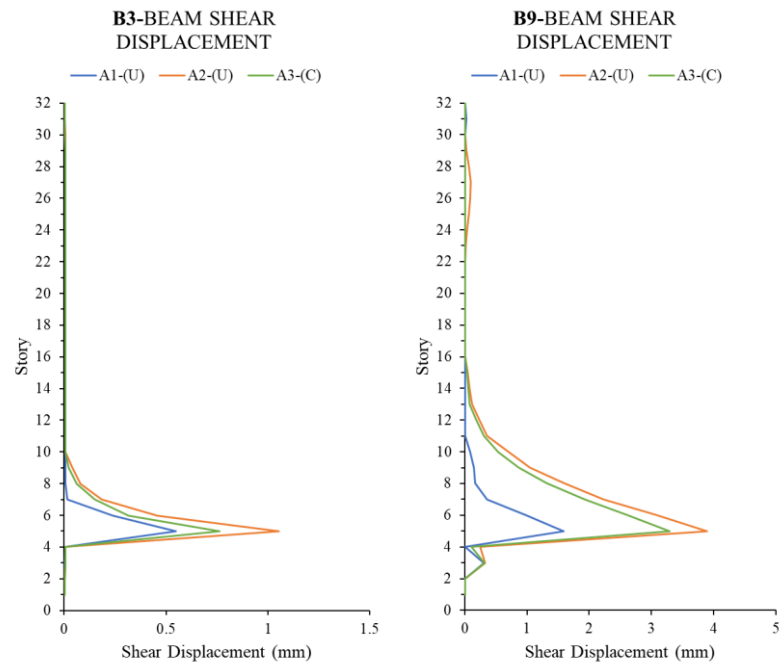 B3-BEAM SHEAR
DISPLACEMENT
A1-(U) A2-(U) A3-(C)
32
30
28
26
24
22
20
18
16
14
12
10
8
6
4
2
0
Story
0 0.5 1 1.5
Shear Displacement (mm)
B9-BEAM SHEAR
DISPLACEMENT
A1-(U) A2-(U) A3-(C)
32
30
28
26
24
22
20
18
16
14
12
10
8
6
4
2
0
Story
0 1 2 3 4 5
Shear Displacement (mm)